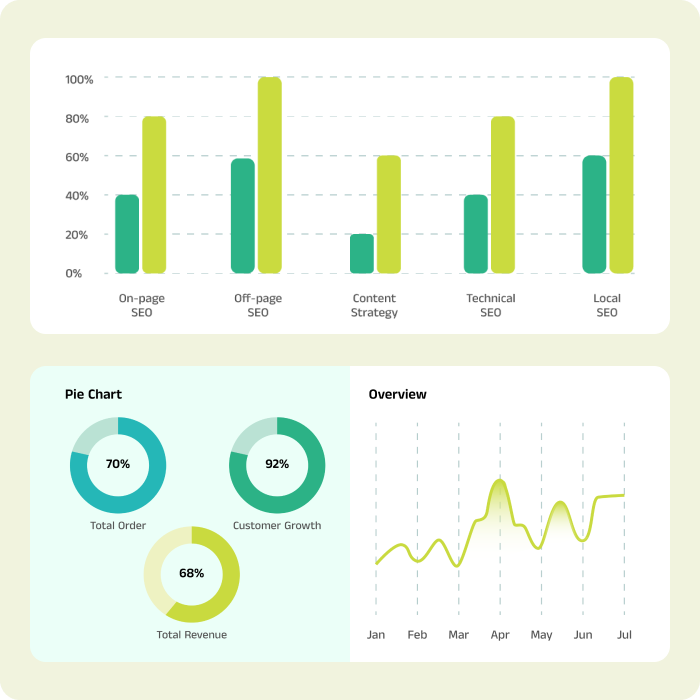 100%
80%
60%
40%
20%
0%
On-page
SEO
Off-page
SEO
Content
Strategy
Technical
SEO
Local
SEO
Pie Chart
70%
Total Order
92%
Customer Growth
68%
Total Revenue
Overview
Jan Feb Mar Apr May Jun Jul